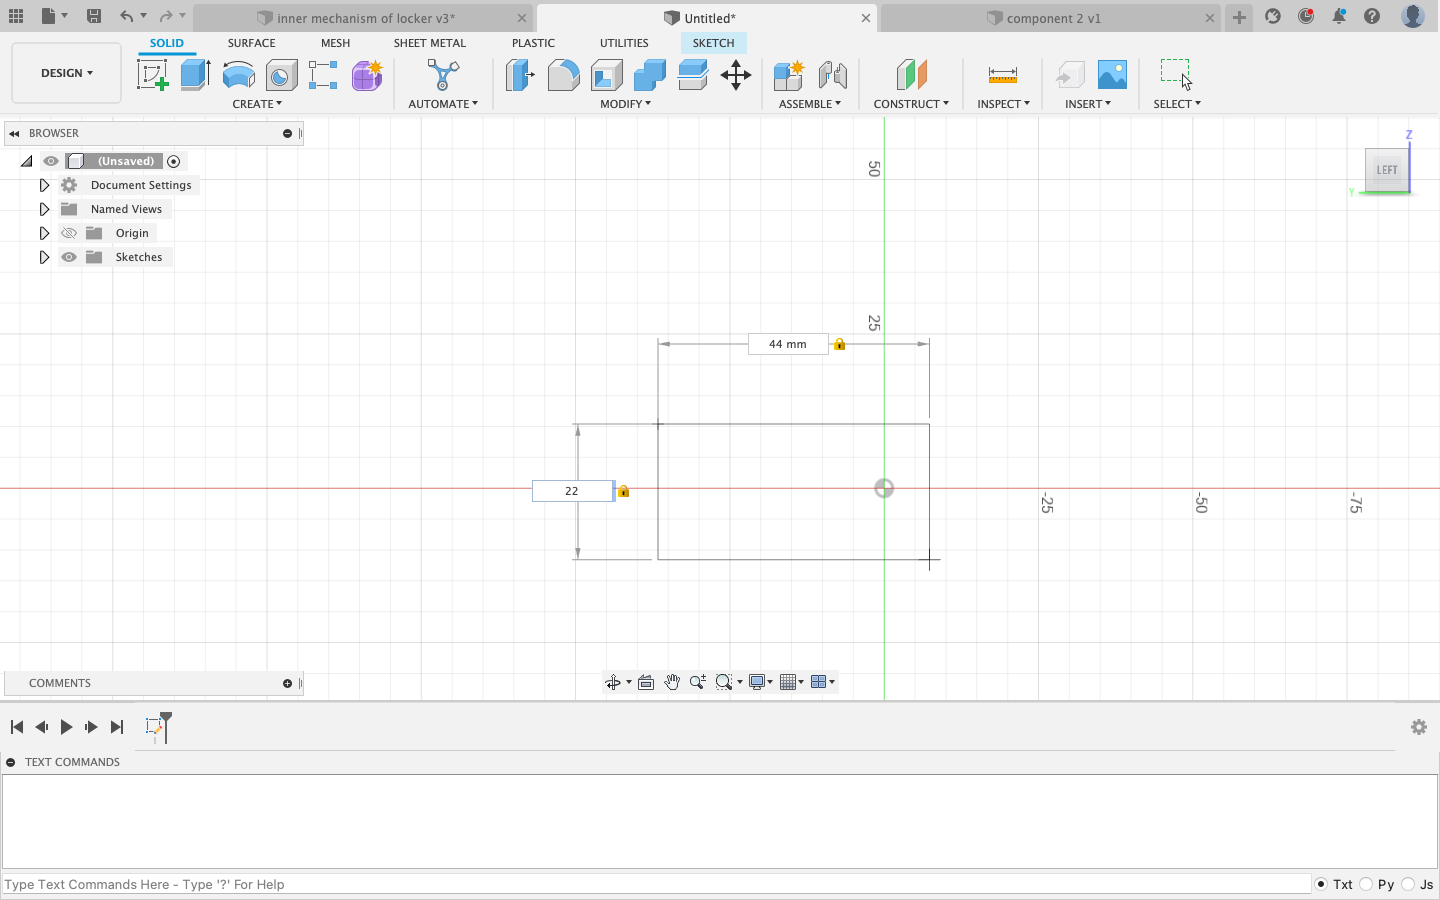 inner mechanism of locker v3*
Untitled*
component 2 v1
DESIGN
SOLID
SURFACE
MESH
SHEET METAL
PLASTIC
UTILITIES
SKETCH
CREATE
AUTOMATE
MODIFY
ASSEMBLE
CONSTRUCT
INSPECT
INSERT
SELECT
BROWSER
(Unsaved)
Document Settings
Named Views
Origin
Sketches
Z
LEFT
Y
50
25
44 mm
22
-25
-50
-75
COMMENTS
TEXT COMMANDS
Type Text Commands Here - Type '?' For Help
Txt
Py
Js